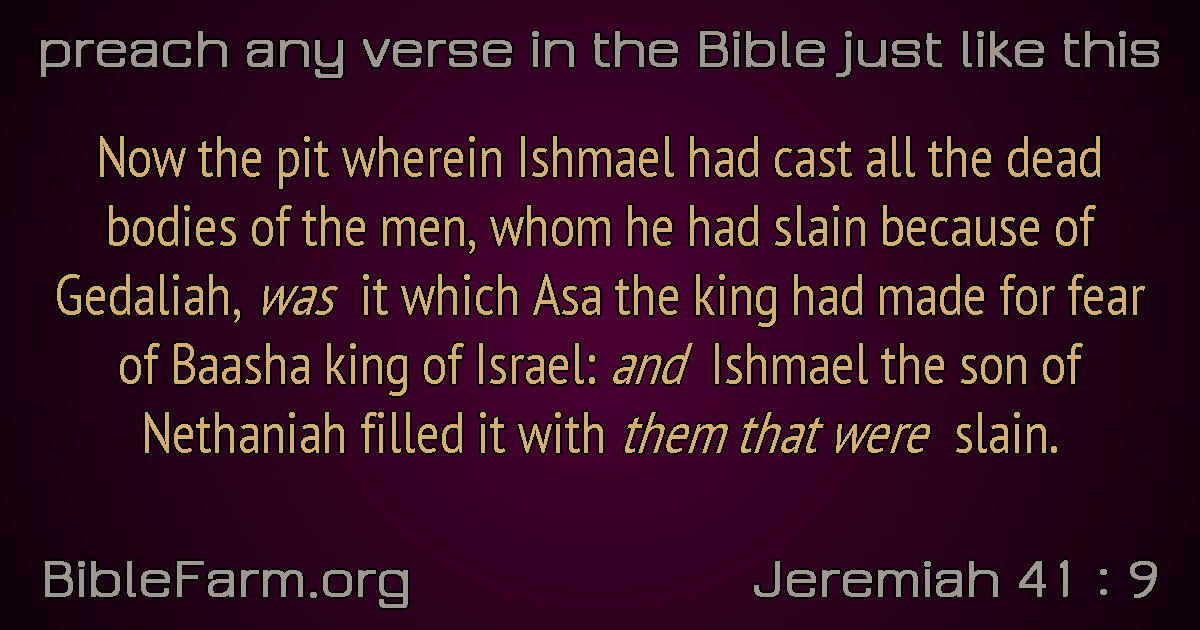 preach any verse in the Bible just like this
Now the pit wherein Ishmael had cast all the dead
bodies of the men, whom he had slain because of
Gedaliah, was it which Asa the king had made for fear
of Baasha king of Israel: and Ishmael the son of
Nethaniah filled it with them that were slain.
BibleFarm.org
Jeremiah 41 : 9